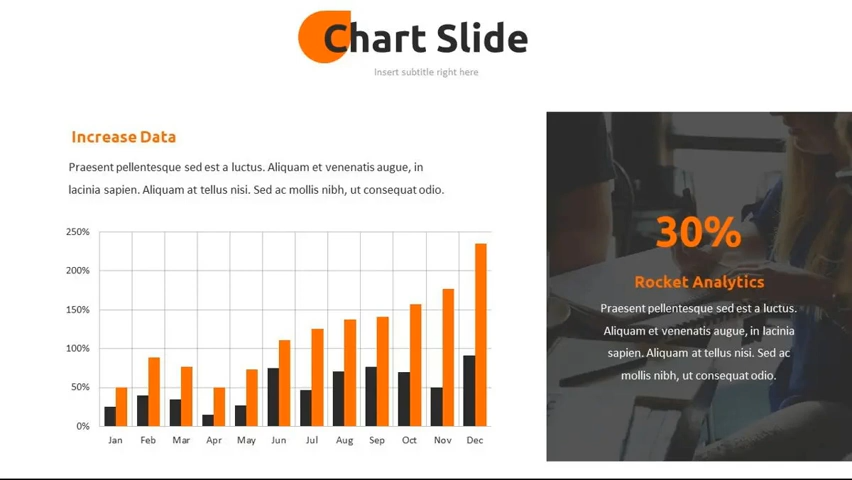 Chart Slide
Insert subtitle right here
Increase Data
Praesent pellentesque sed est a luctus. Aliquam et venenatis augue, in
lacinia sapien. Aliquam at tellus nisi. Sed ac mollis nibh, ut consequat odio.
250%
200%
150%
100%
50%
0%
Jan Feb Mar Apr May Jun Jul Aug Sep Oct Nov Dec
30%
Rocket Analytics
Praesent pellentesque sed est a luctus.
Aliquam et venenatis augue, in lacinia
sapien. Aliquam at tellus nisi. Sed ac
mollis nibh, ut consequat odio.